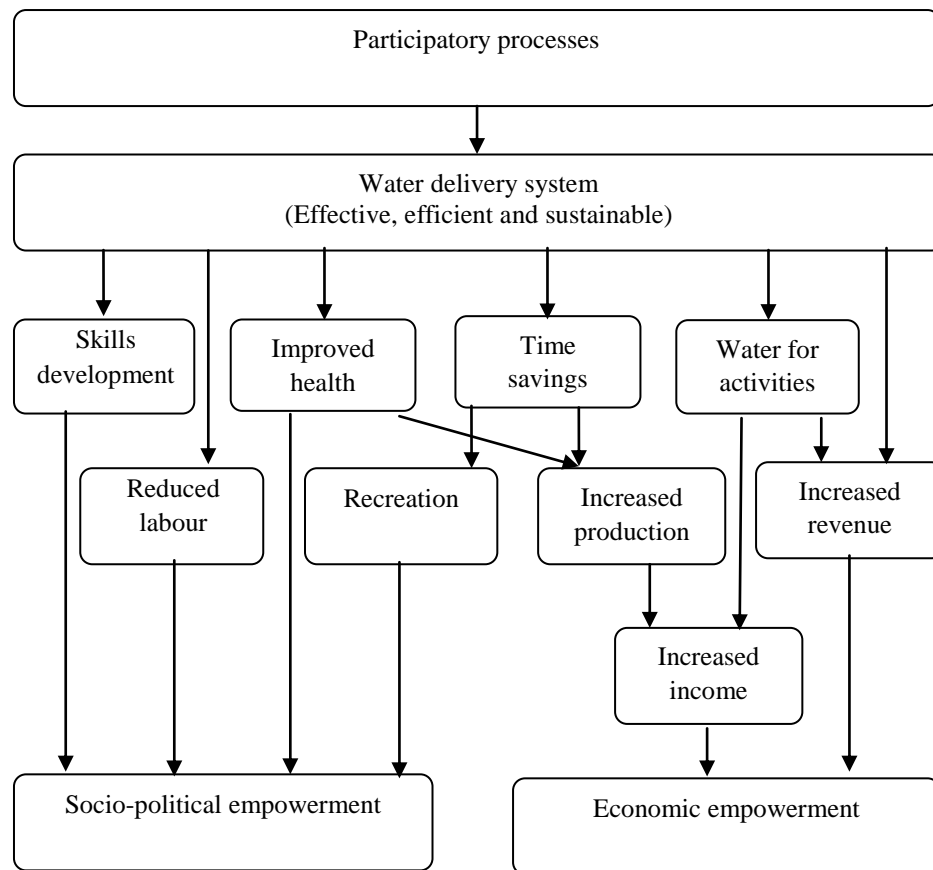 Participatory processes
Water delivery system
(Effective, efficient and sustainable)
Skills
development
Improved
health
Time
savings
Water for
activities
Reduced
labour
Recreation
Increased
production
Increased
revenue
Increased
income
Socio-political empowerment
Economic empowerment